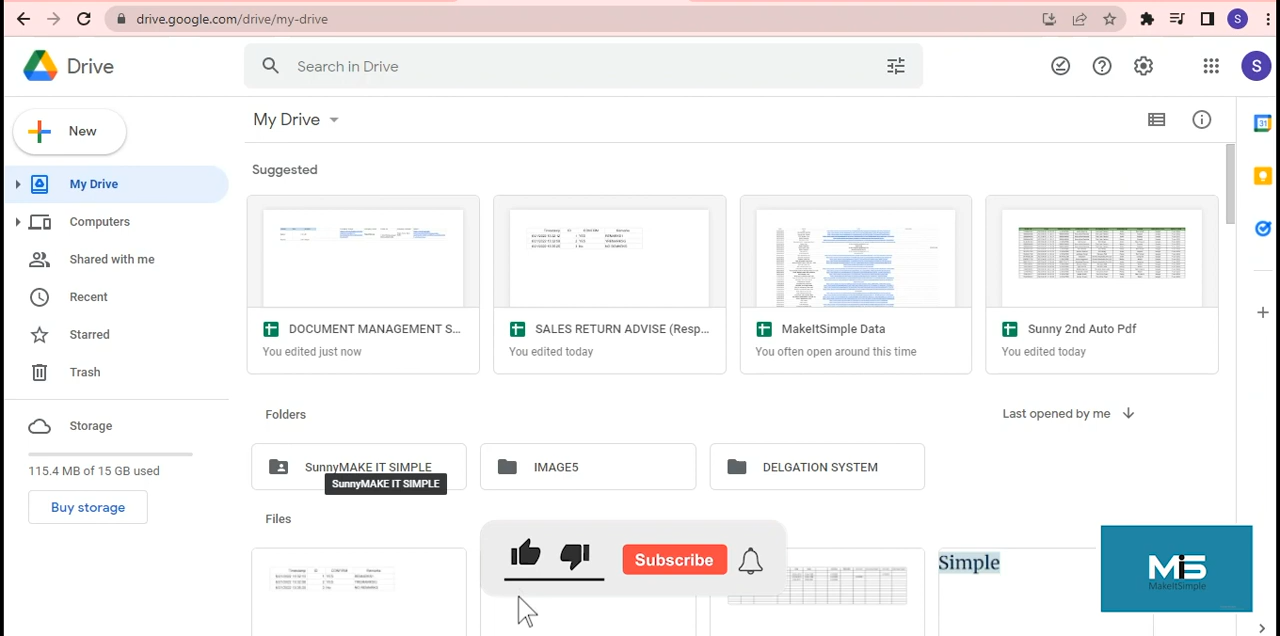 drive.google.com/drive/my-drive
S
Drive
Search in Drive
S
New
My Drive
31
Suggested
My Drive
Computers
Shared with me
Recent
Starred
Trash
Storage
115.4 MB of 15 GB used
Buy storage
DOCUMENT MANAGEMENT S...
You edited just now
SALES RETURN ADVISE (Resp...
You edited today
MakeItSimple Data
You often open around this time
Sunny 2nd Auto Pdf
You edited today
Folders
Last opened by me
SunnyMAKE IT SIMPLE
SunnyMAKE IT SIMPLE
IMAGE5
DELGATION SYSTEM
Files
Subscribe
Simple
MiS
MakeItSimple